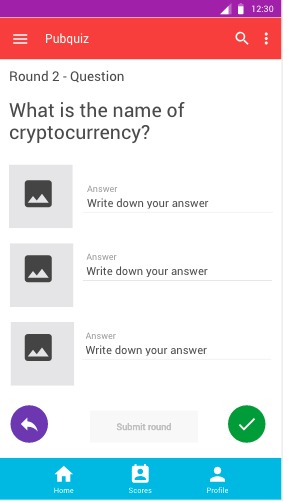 12:30
Pubquiz
Round 2 - Question
What is the name of
cryptocurrency?
Answer
Write down your answer
Answer
Write down your answer
Answer
Write down your answer
Submit round
Home
Scores
Profile